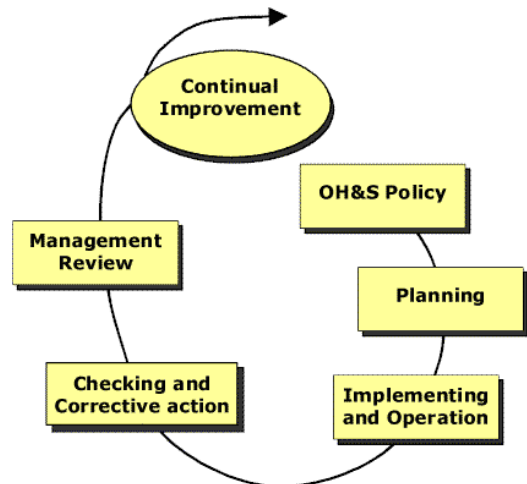 Continual
Improvement
OH&S Policy
Management
Review
Planning
Checking and
Corrective action
Implementing
and Operation